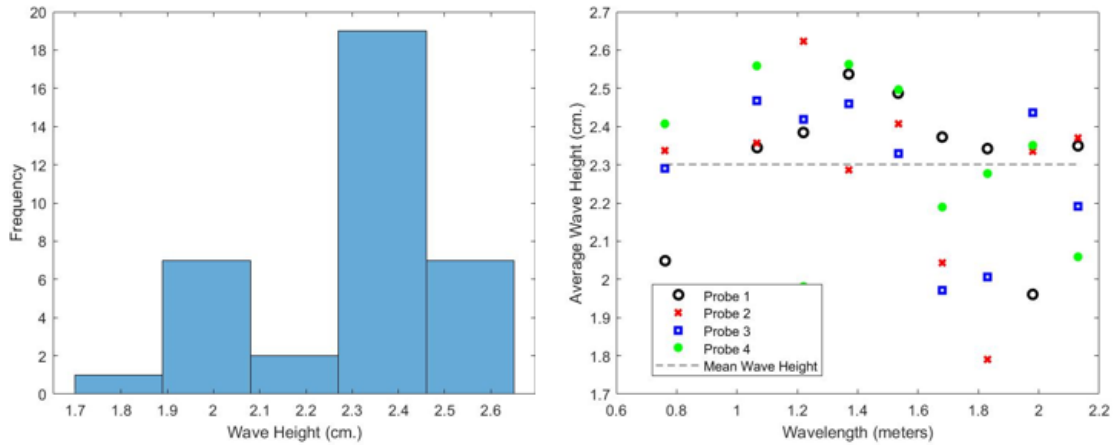 20
18
16
14
12
10
8
6
4
2
0
Frequency
1.7 1.8 1.9 2 2.1 2.2 2.3 2.4 2.5 2.6
Wave Height (cm.)
2.7
2.6
2.5
2.4
2.3
2.2
2.1
2
1.9
1.8
1.7
Average Wave Height (cm.)
Probe 1
Probe 2
Probe 3
Probe 4
Mean Wave Height
0.6 0.8 1 1.2 1.4 1.6 1.8 2 2.2
Wavelength (meters)